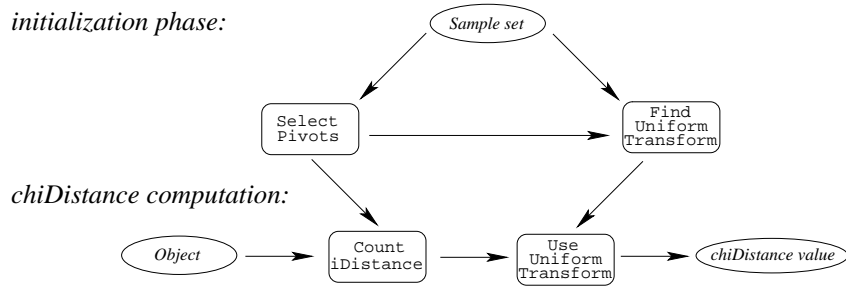 initialization phase:
Sample set
Select
Pivots
Find
Uniform
Transform
chiDistance computation:
Object
Count
iDistance
Use
Uniform
Transform
chiDistance value